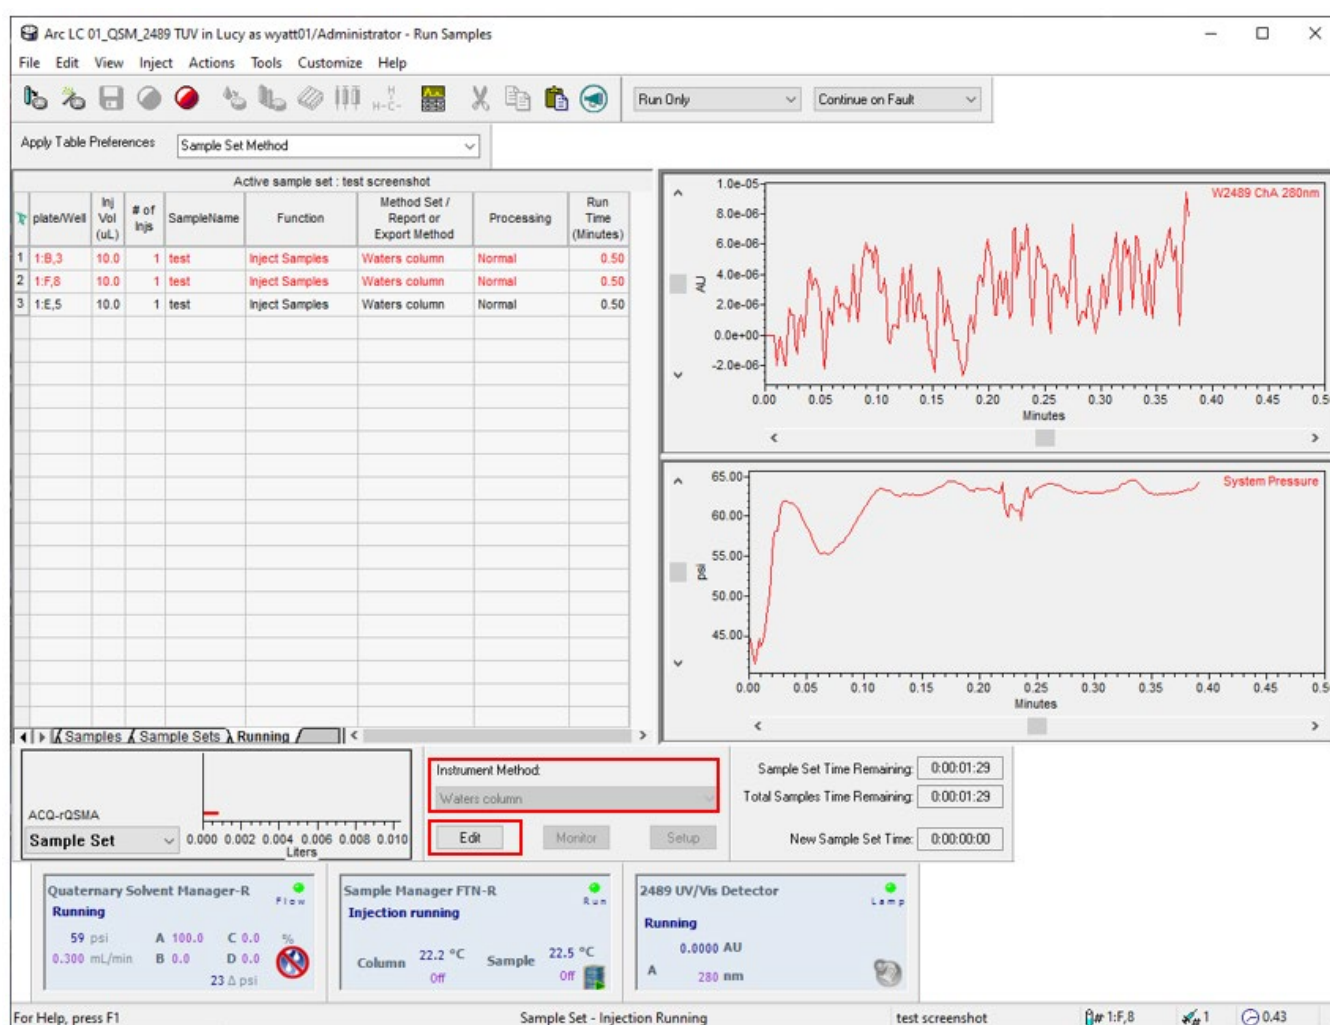 Arc LC 01_QSM_2489 TUV in Lucy as wyatt01/Administrator - Run Samples
File Edit View Inject Actions Tools Customize Help
H-C- Run Only Continue on Fault
Apply Table Preferences Sample Set Method
Active sample set : test screenshot
plate/Well Inj Vol (uL) # of Injs SampleName Function Method Set / Report or Export Method Processing Run Time (Minutes)
1 1:B,3 10.0 1 test Inject Samples Waters column Normal 0.50
2 1:F,8 10.0 1 test Inject Samples Waters column Normal 0.50
3 1:E,5 10.0 1 test Inject Samples Waters column Normal 0.50
W2489 ChA 280nm
1.0e-05
8.0e-06
6.0e-06
4.0e-06
2.0e-06
0.0e+00
-2.0e-06
AU
0.00 0.05 0.10 0.15 0.20 0.25 0.30 0.35 0.40 0.45 0.5
Minutes
System Pressure
65.00
60.00
55.00
50.00
45.00
psi
0.00 0.05 0.10 0.15 0.20 0.25 0.30 0.35 0.40 0.45 0.5
Minutes
Samples Sample Sets Running
ACQ-rQSMA
Sample Set
0.000 0.002 0.004 0.006 0.008 0.010
Liters
Instrument Method:
Waters column
Edit Monitor Setup
Sample Set Time Remaining: 0:00:01:29
Total Samples Time Remaining: 0:00:01:29
New Sample Set Time: 0:00:00:00
Quaternary Solvent Manager-R
Flow
Running
59 psi A 100.0 C 0.0 %
0.300 mL/min B 0.0 D 0.0
23 Δ psi
Sample Manager FTN-R
Run
Injection running
Column 22.2 °C Sample 22.5 °C
Off Off
2489 UV/Vis Detector
Lamp
Running
0.0000 AU
A 280 nm
For Help, press F1 Sample Set - Injection Running test screenshot # 1:F,8 # 1 0.43